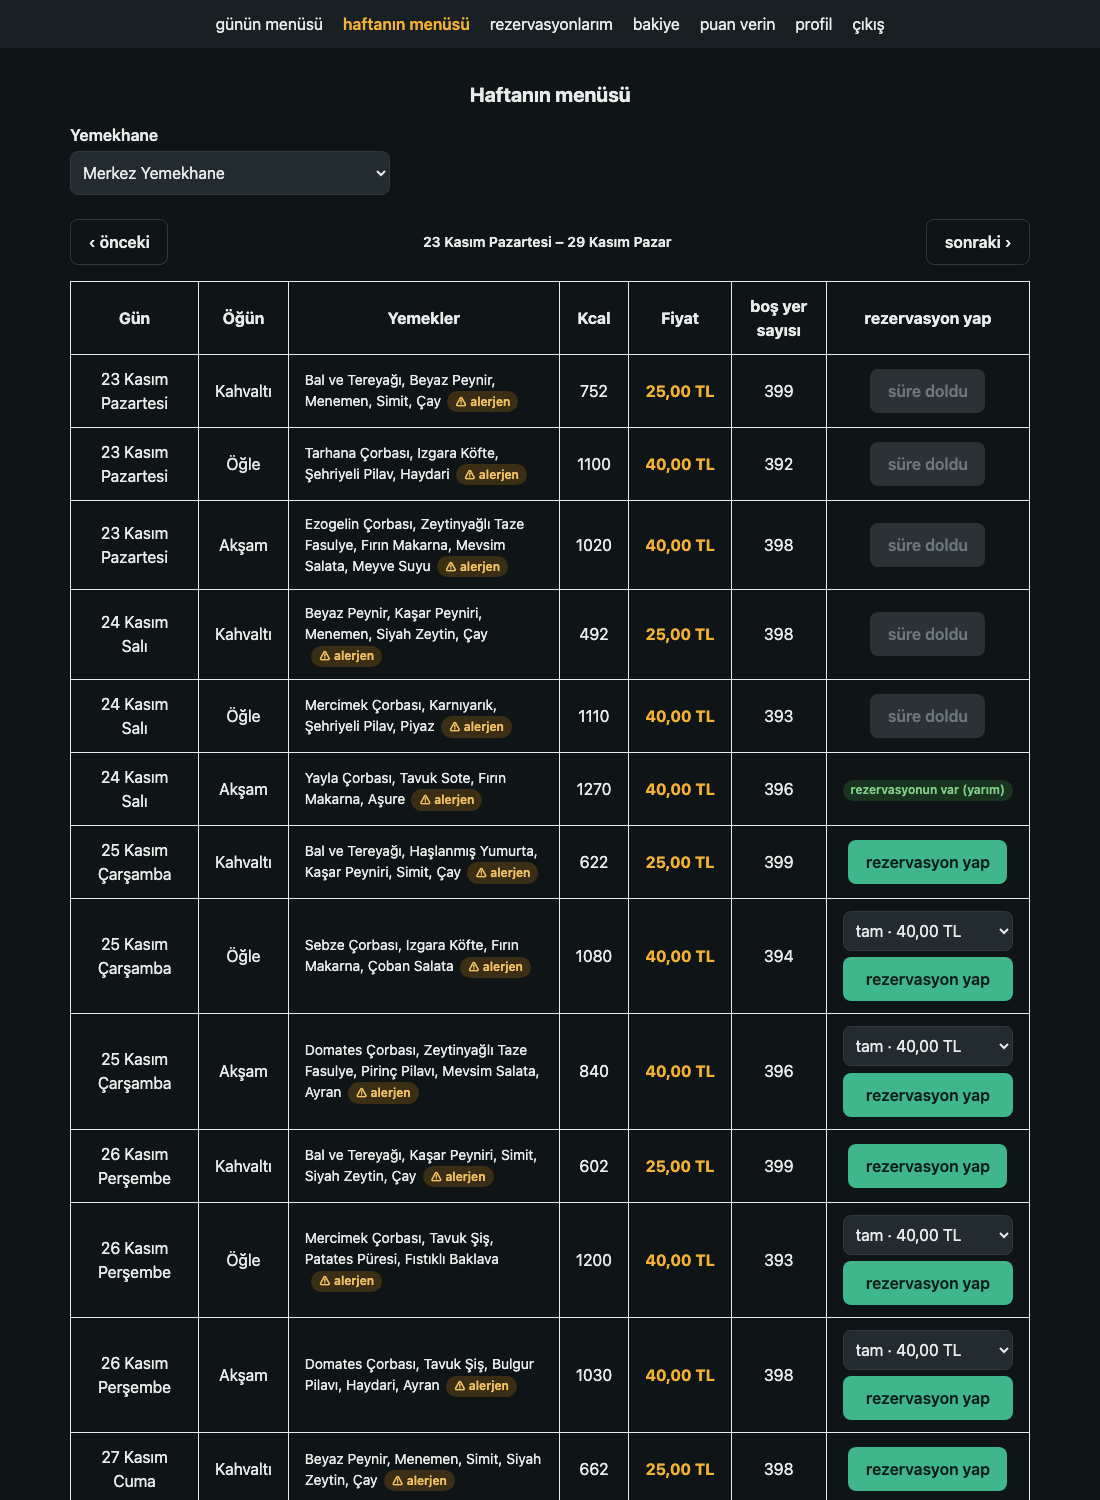 günün menüsü haftanın menüsü rezervasyonlarım bakiye puan verin profil çıkış
Haftanın menüsü
Yemekhane
Merkez Yemekhane
‹ önceki
23 Kasım Pazartesi – 29 Kasım Pazar
sonraki ›
Gün Öğün Yemekler Kcal Fiyat boş yer sayısı rezervasyon yap
23 Kasım Pazartesi
Kahvaltı
Bal ve Tereyağı, Beyaz Peynir,
Menemen, Simit, Çay ⚠ alerjen
752
25,00 TL
399
süre doldu
23 Kasım Pazartesi
Öğle
Tarhana Çorbası, Izgara Köfte,
Şehriyeli Pilav, Haydari ⚠ alerjen
1100
40,00 TL
392
süre doldu
23 Kasım Pazartesi
Akşam
Ezogelin Çorbası, Zeytinyağlı Taze
Fasulye, Fırın Makarna, Mevsim
Salata, Meyve Suyu ⚠ alerjen
1020
40,00 TL
398
süre doldu
24 Kasım Salı
Kahvaltı
Beyaz Peynir, Kaşar Peyniri,
Menemen, Siyah Zeytin, Çay
⚠ alerjen
492
25,00 TL
398
süre doldu
24 Kasım Salı
Öğle
Mercimek Çorbası, Karnıyarık,
Şehriyeli Pilav, Piyaz ⚠ alerjen
1110
40,00 TL
393
süre doldu
24 Kasım Salı
Akşam
Yayla Çorbası, Tavuk Sote, Fırın
Makarna, Aşure ⚠ alerjen
1270
40,00 TL
396
rezervasyonun var (yarım)
25 Kasım Çarşamba
Kahvaltı
Bal ve Tereyağı, Haşlanmış Yumurta,
Kaşar Peyniri, Simit, Çay ⚠ alerjen
622
25,00 TL
399
rezervasyon yap
25 Kasım Çarşamba
Öğle
Sebze Çorbası, Izgara Köfte, Fırın
Makarna, Çoban Salata ⚠ alerjen
1080
40,00 TL
394
tam · 40,00 TL
rezervasyon yap
25 Kasım Çarşamba
Akşam
Domates Çorbası, Zeytinyağlı Taze
Fasulye, Pirinç Pilavı, Mevsim Salata,
Ayran ⚠ alerjen
840
40,00 TL
396
tam · 40,00 TL
rezervasyon yap
26 Kasım Perşembe
Kahvaltı
Bal ve Tereyağı, Kaşar Peyniri, Simit,
Siyah Zeytin, Çay ⚠ alerjen
602
25,00 TL
399
rezervasyon yap
26 Kasım Perşembe
Öğle
Mercimek Çorbası, Tavuk Şiş,
Patates Püresi, Fıstıklı Baklava
⚠ alerjen
1200
40,00 TL
393
tam · 40,00 TL
rezervasyon yap
26 Kasım Perşembe
Akşam
Domates Çorbası, Tavuk Şiş, Bulgur
Pilavı, Haydari, Ayran ⚠ alerjen
1030
40,00 TL
398
tam · 40,00 TL
rezervasyon yap
27 Kasım Cuma
Kahvaltı
Beyaz Peynir, Menemen, Simit, Siyah
Zeytin, Çay ⚠ alerjen
662
25,00 TL
398
rezervasyon yap